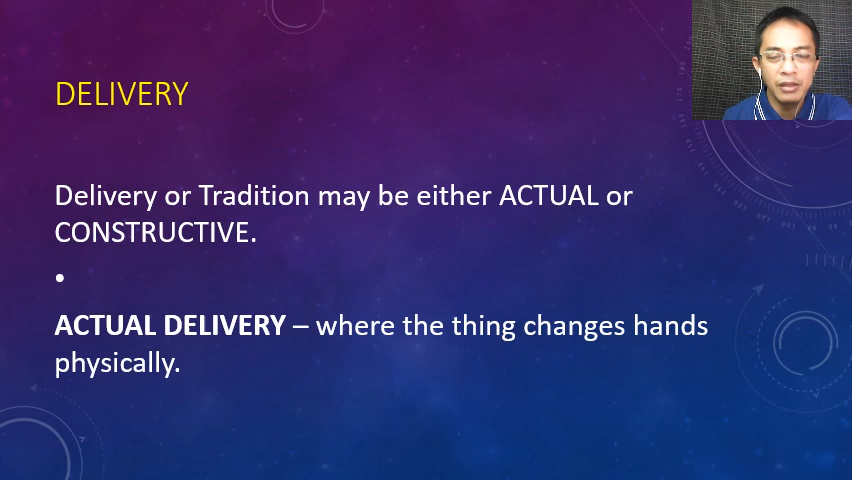 DELIVERY
Delivery or Tradition may be either ACTUAL or
CONSTRUCTIVE.
•
ACTUAL DELIVERY – where the thing changes hands
physically.